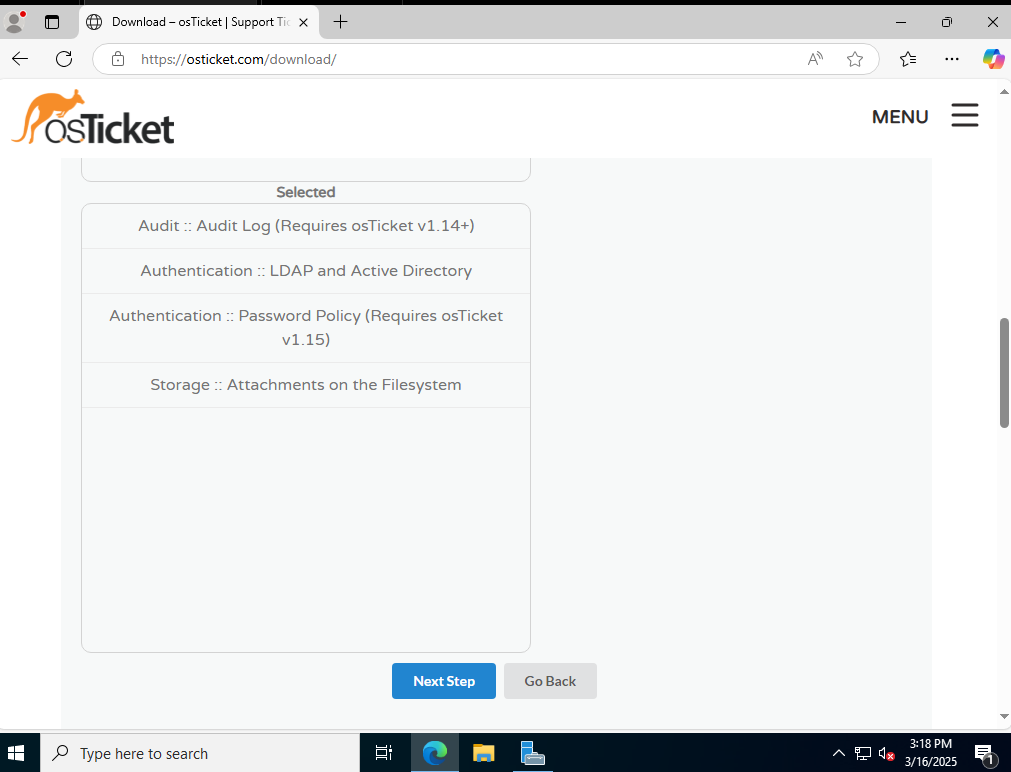 Download – osTicket | Support Tic
https://osticket.com/download/
osTicket
MENU
Selected
Audit :: Audit Log (Requires osTicket v1.14+)
Authentication :: LDAP and Active Directory
Authentication :: Password Policy (Requires osTicket
v1.15)
Storage :: Attachments on the Filesystem
Next Step
Go Back
Type here to search
3:18 PM
3/16/2025
1